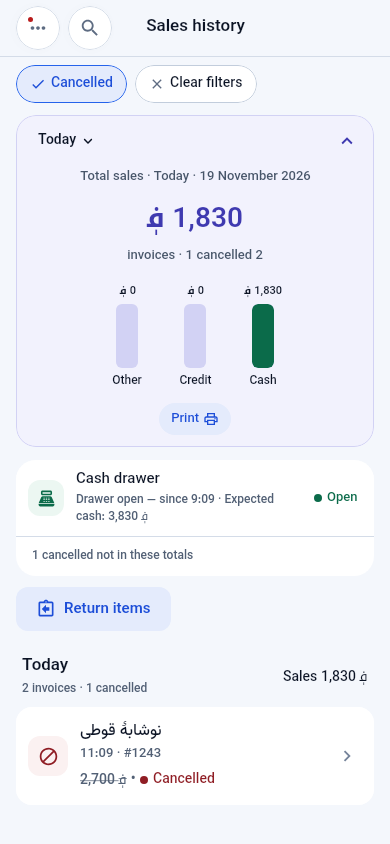 Sales history
Cancelled
Clear filters
Today
Total sales · Today · 19 November 2026
؋ 1,830
invoices · 1 cancelled 2
؋ 0
؋ 0
؋ 1,830
Other
Credit
Cash
Print
Cash drawer
Drawer open — since 9:09 · Expected
cash: 3,830 ؋
Open
1 cancelled not in these totals
Return items
Today
2 invoices · 1 cancelled
Sales 1,830 ؋
نوشابهٔ قوطی
11:09 · #1243
2,700 ؋ • Cancelled